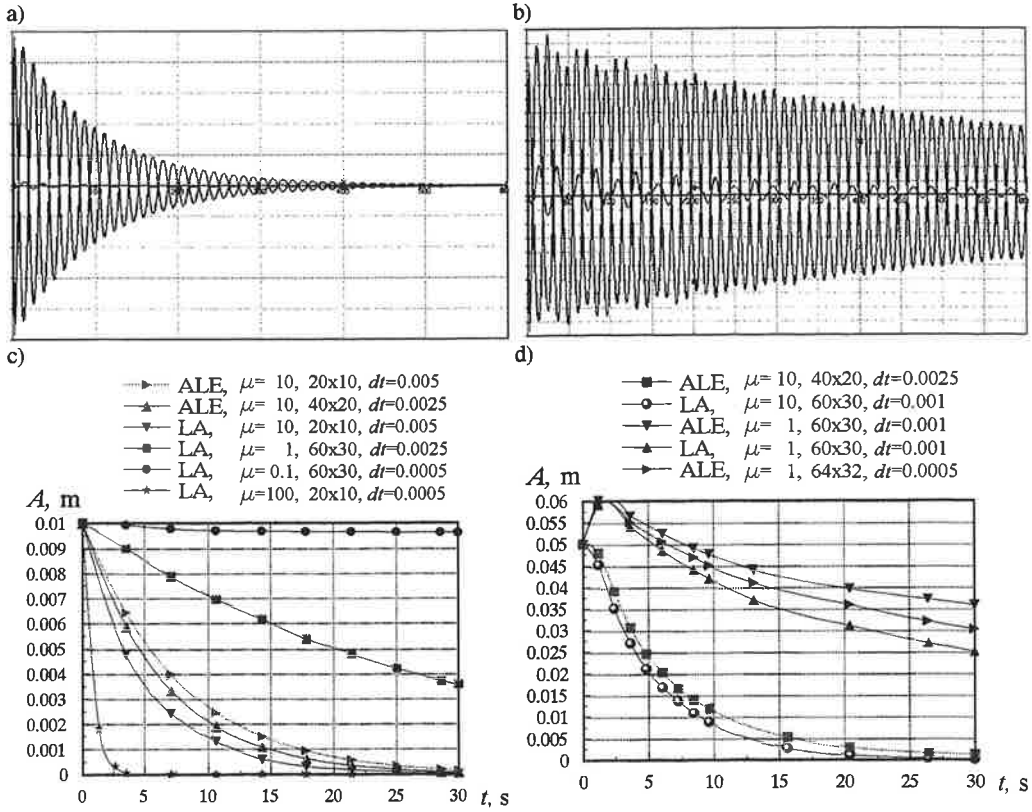 a)
b)
c)
ALE, μ= 10, 20x10, dt=0.005
ALE, μ= 10, 40x20, dt=0.0025
LA, μ= 10, 20x10, dt=0.005
LA, μ= 1, 60x30, dt=0.0025
LA, μ=0.1, 60x30, dt=0.0005
LA, μ=100, 20x10, dt=0.0005
A, m
0.01
0.009
0.008
0.007
0.006
0.005
0.004
0.003
0.002
0.001
0
0 5 10 15 20 25 30 t, s
d)
ALE, μ= 10, 40x20, dt=0.0025
LA, μ= 10, 60x30, dt=0.001
ALE, μ= 1, 60x30, dt=0.001
LA, μ= 1, 60x30, dt=0.001
ALE, μ= 1, 64x32, dt=0.0005
A, m
0.06
0.055
0.05
0.045
0.04
0.035
0.03
0.025
0.02
0.015
0.01
0.005
0
0 5 10 15 20 25 30 t, s